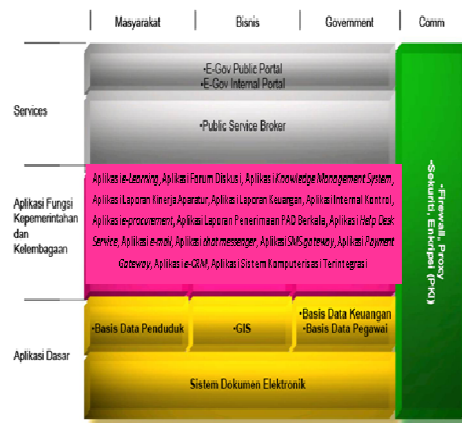 Masyarakat
Bisnis
Government
Comm
Services
•E-Gov Public Portal
•E-Gov Internal Portal
•Public Service Broker
Aplikasi Fungsi
Kepemerintahan
dan
Kelembagaan
Aplikasi e-Learning, Aplikasi Forum Diskusi, Aplikasi Knowledge Management System,
Aplikasi Laporan Kinerja Aparatur, Aplikasi Laporan Keuangan, Aplikasi Internal Kontrol,
Aplikasi e-procurement, Aplikasi Laporan Penerimaan PAD Berkala, Aplikasi Help Desk
Service, Aplikasi e-mail, Aplikasi chat messenger, Aplikasi SMS gateway, Aplikasi Payment
Gateway, Aplikasi e-CRM, Aplikasi Sistem Komputerisasi Terintegrasi
•Firewall, Proxy
•Sekuriti, Enkripsi (PKI)
Aplikasi Dasar
•Basis Data Penduduk
•GIS
•Basis Data Keuangan
•Basis Data Pegawai
Sistem Dokumen Elektronik